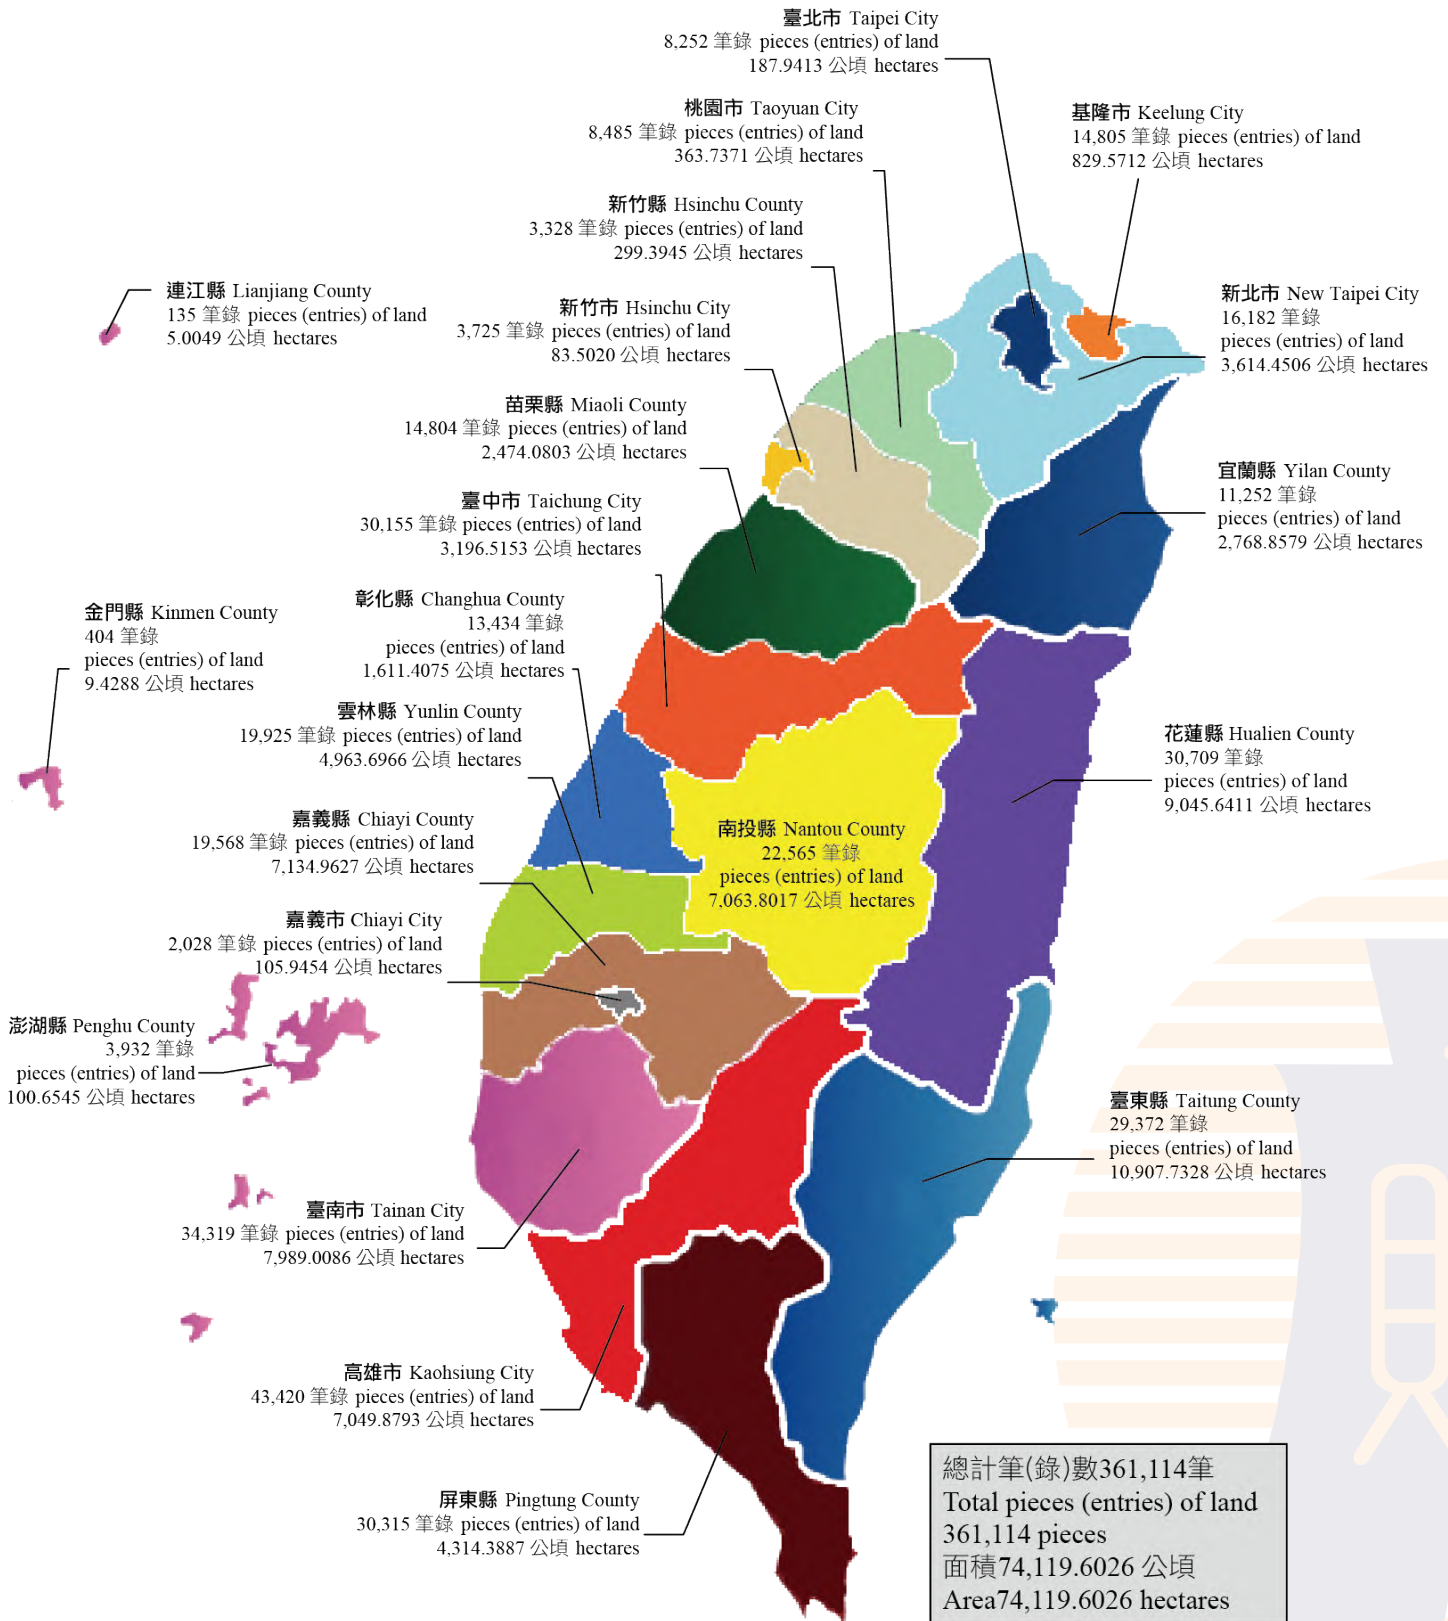 臺北市 Taipei City
8,252 筆錄 pieces (entries) of land
187.9413 公頃 hectares
桃園市 Taoyuan City
8,485 筆錄 pieces (entries) of land
363.7371 公頃 hectares
基隆市 Keelung City
14,805 筆錄 pieces (entries) of land
829.5712 公頃 hectares
新竹縣 Hsinchu County
3,328 筆錄 pieces (entries) of land
299.3945 公頃 hectares
連江縣 Lianjiang County
135 筆錄 pieces (entries) of land
5.0049 公頃 hectares
新竹市 Hsinchu City
3,725 筆錄 pieces (entries) of land
83.5020 公頃 hectares
新北市 New Taipei City
16,182 筆錄
pieces (entries) of land
3,614.4506 公頃 hectares
苗栗縣 Miaoli County
14,804 筆錄 pieces (entries) of land
2,474.0803 公頃 hectares
宜蘭縣 Yilan County
11,252 筆錄
pieces (entries) of land
2,768.8579 公頃 hectares
臺中市 Taichung City
30,155 筆錄 pieces (entries) of land
3,196.5153 公頃 hectares
金門縣 Kinmen County
404 筆錄
pieces (entries) of land
9.4288 公頃 hectares
彰化縣 Changhua County
13,434 筆錄
pieces (entries) of land
1,611.4075 公頃 hectares
雲林縣 Yunlin County
19,925 筆錄 pieces (entries) of land
4,963.6966 公頃 hectares
花蓮縣 Hualien County
30,709 筆錄
pieces (entries) of land
9,045.6411 公頃 hectares
嘉義縣 Chiayi County
19,568 筆錄 pieces (entries) of land
7,134.9627 公頃 hectares
南投縣 Nantou County
22,565 筆錄
pieces (entries) of land
7,063.8017 公頃 hectares
嘉義市 Chiayi City
2,028 筆錄 pieces (entries) of land
105.9454 公頃 hectares
澎湖縣 Penghu County
3,932 筆錄
pieces (entries) of land
100.6545 公頃 hectares
臺東縣 Taitung County
29,372 筆錄
pieces (entries) of land
10,907.7328 公頃 hectares
臺南市 Tainan City
34,319 筆錄 pieces (entries) of land
7,989.0086 公頃 hectares
高雄市 Kaohsiung City
43,420 筆錄 pieces (entries) of land
7,049.8793 公頃 hectares
屏東縣 Pingtung County
30,315 筆錄 pieces (entries) of land
4,314.3887 公頃 hectares
總計筆(錄)數361,114筆
Total pieces (entries) of land
361,114 pieces
面積74,119.6026 公頃
Area74,119.6026 hectares